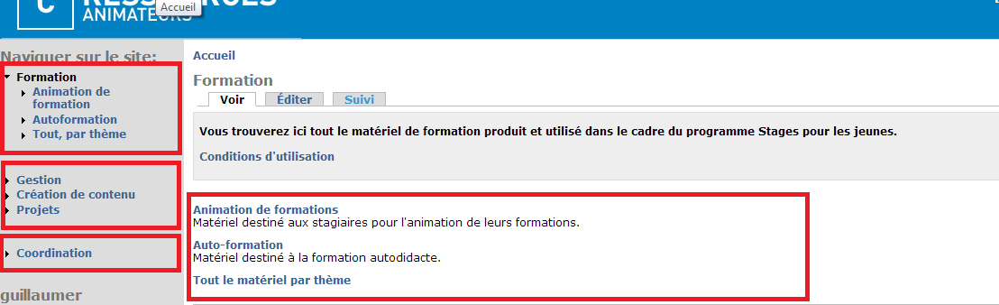 C
ANIMATEURS
Accueil
Naviguer sur le site:
Formation
Animation de
formation
Autoformation
Tout, par thème
Gestion
Création de contenu
Projets
Coordination
guillaumer
Accueil
Formation
Voir
Éditer
Suivi
Vous trouverez ici tout le matériel de formation produit et utilisé dans le cadre du programme Stages pour les jeunes.
Conditions d'utilisation
Animation de formations
Matériel destiné aux stagiaires pour l'animation de leurs formations.
Auto-formation
Matériel destiné à la formation autodidacte.
Tout le matériel par thème